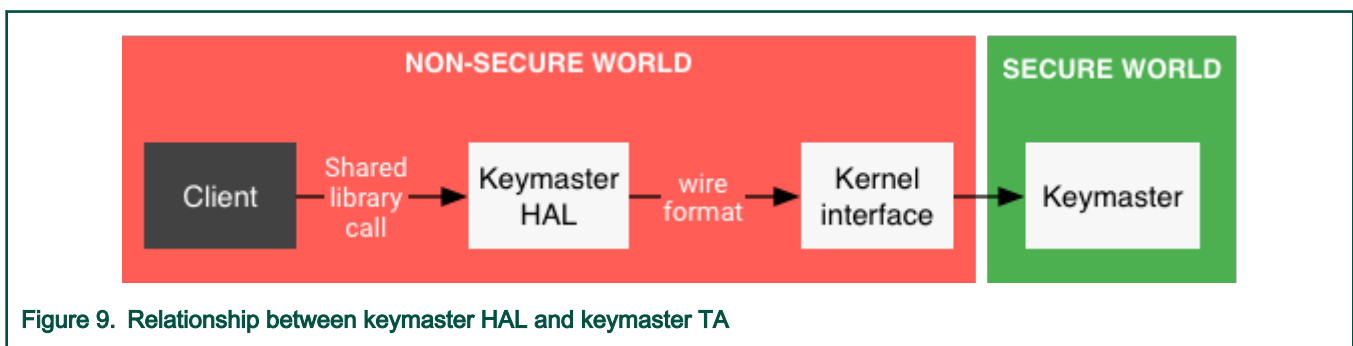 NON-SECURE WORLD
SECURE WORLD
Client
Shared
library
call
Keymaster
HAL
wire
format
Kernel
interface
Keymaster
Figure 9. Relationship between keymaster HAL and keymaster TA